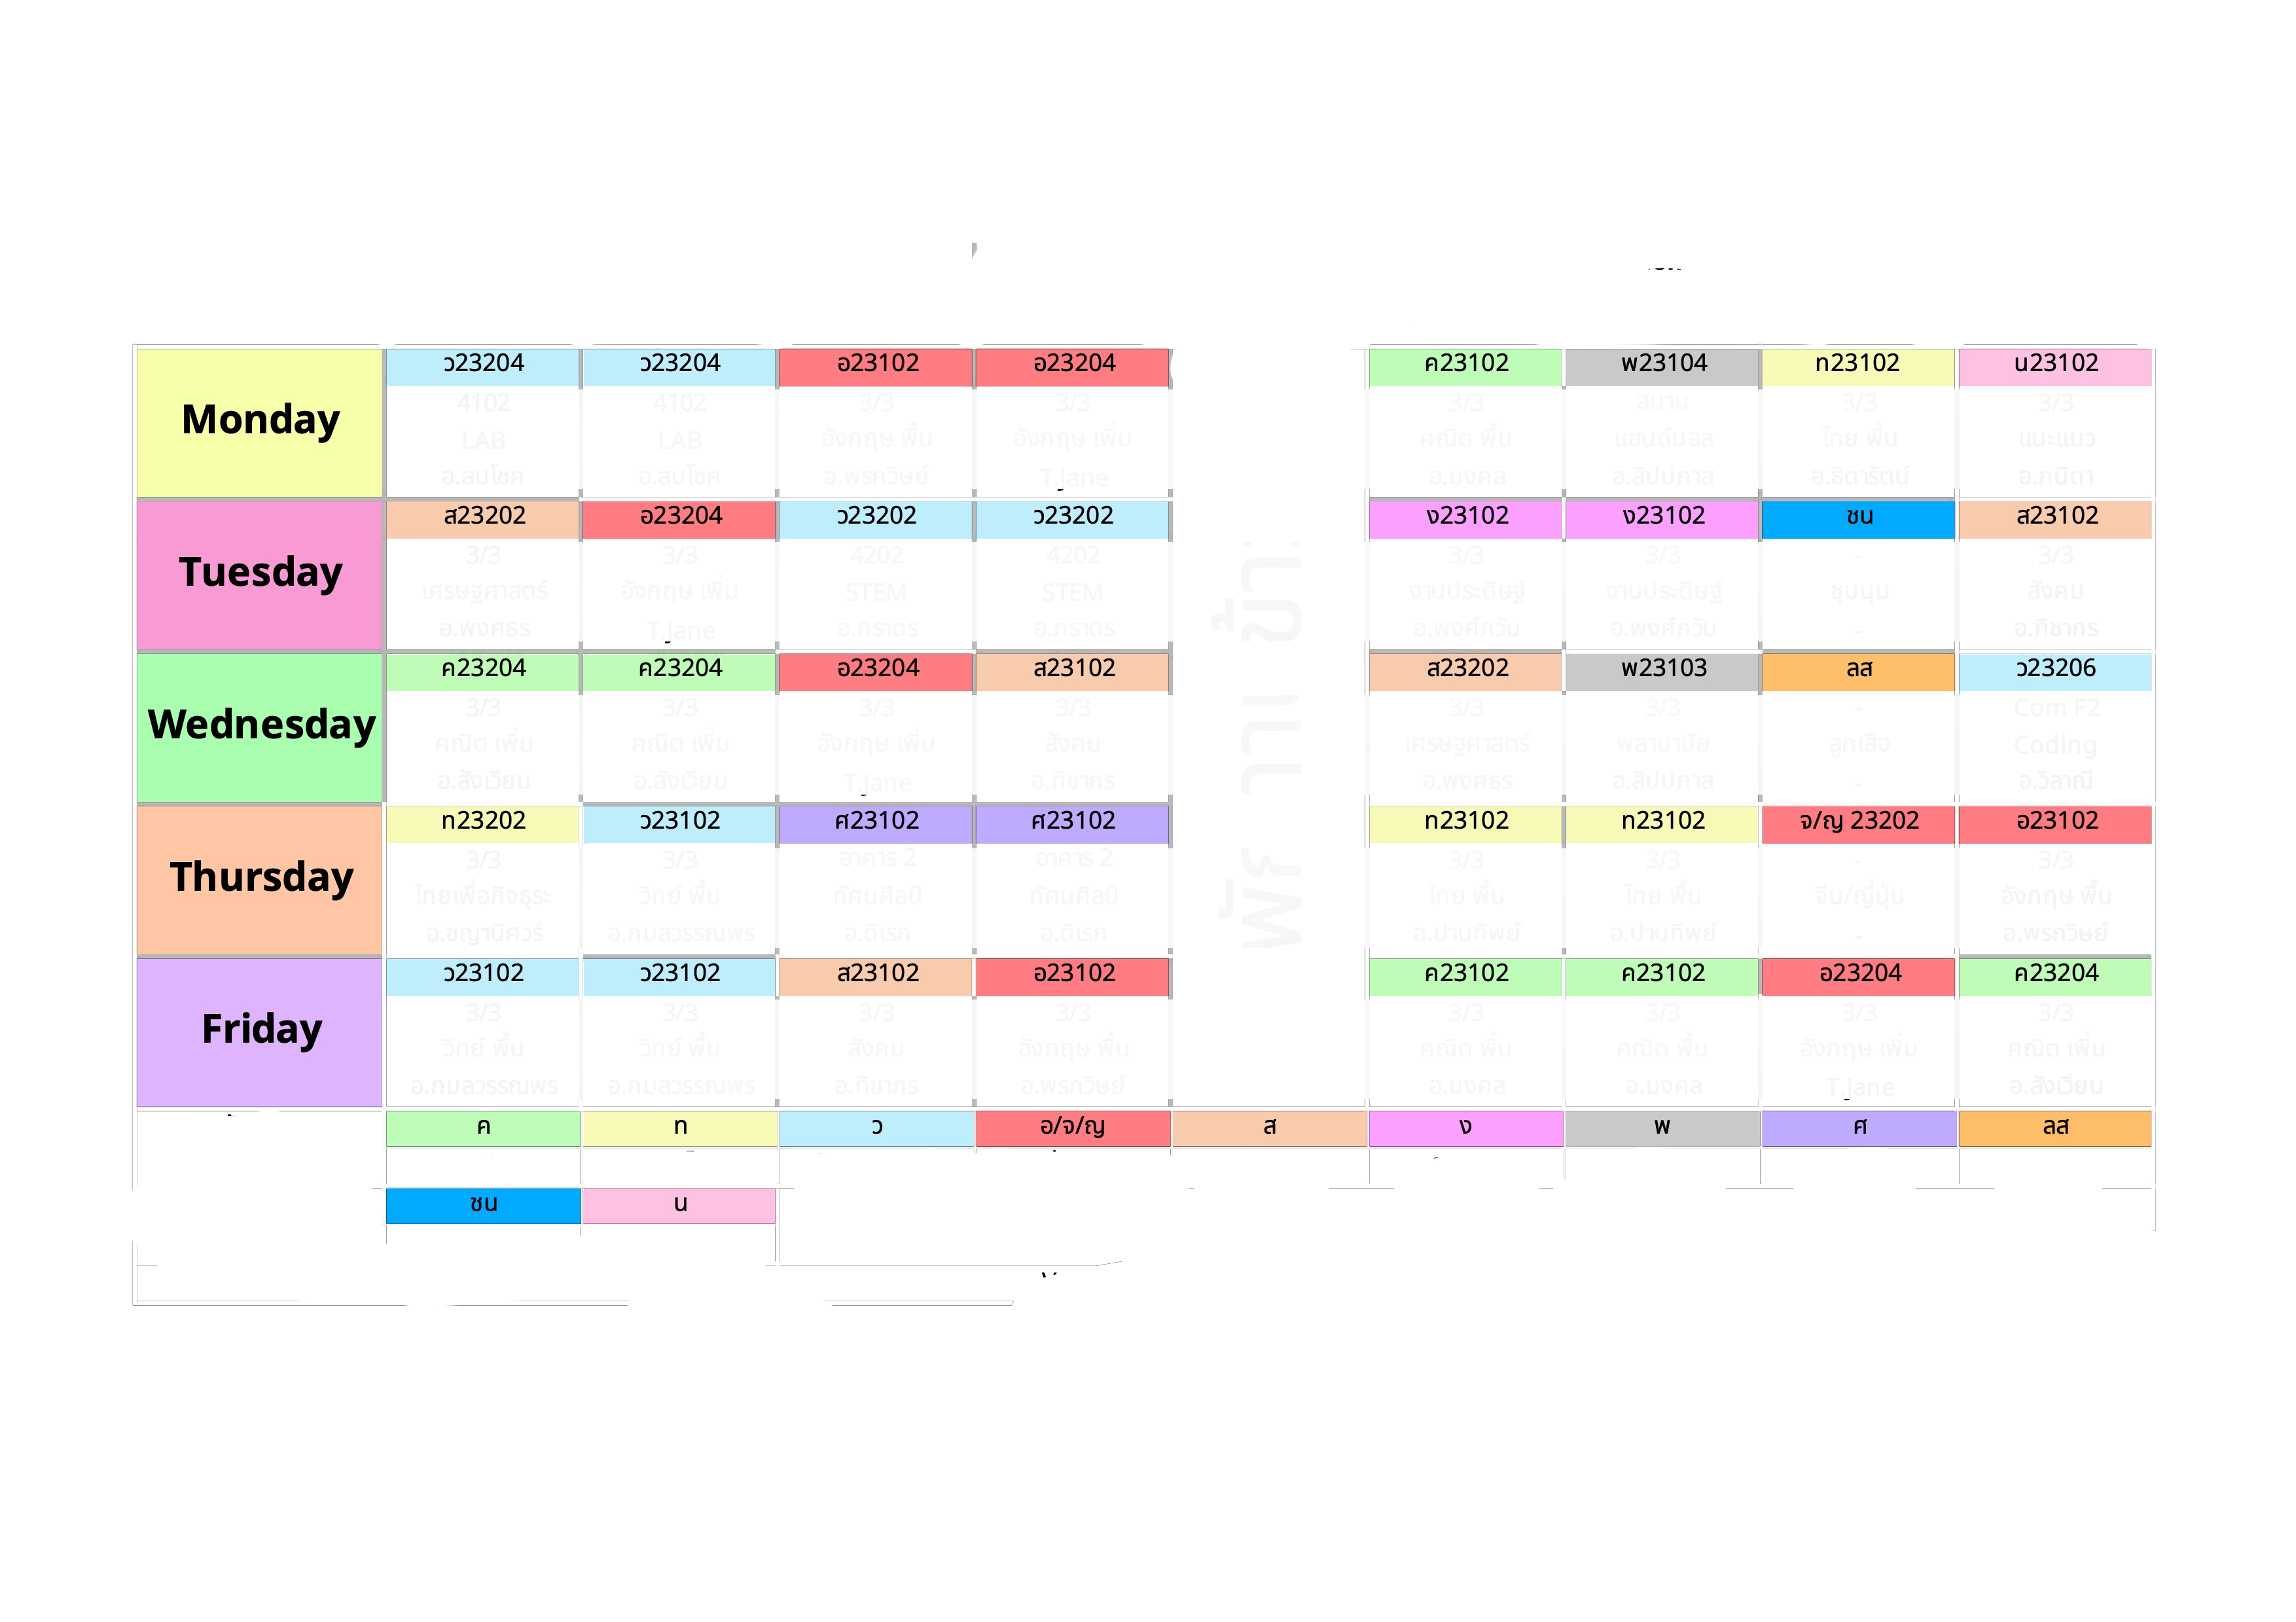 Monday
ว23204 ว23204 อ23102 อ23204 ค23102 พ23104 ท23102 น23102
4102 4102 3/3 3/3 3/3 สนาม 3/3 3/3
LAB LAB อังกฤษ พื้น อังกฤษ เพิ่ม คณิต พื้น แฮนด์บอล ไทย พื้น แนะแนว
อ.สมโชค อ.สมโชค อ.พรกวิษย์ T.Jane อ.มงคล อ.สิปปภาส อ.ธิดารัตน์ อ.ภนิดา
Tuesday
ส23202 อ23204 ว23202 ว23202 ง23102 ง23102 ชน ส23102
3/3 3/3 4202 4202 3/3 3/3 - 3/3
เศรษฐศาสตร์ อังกฤษ เพิ่ม STEM STEM งานประดิษฐ์ งานประดิษฐ์ ชุมนุม สังคม
อ.พงศธร T.Jane อ.ภราดร อ.ภราดร อ.พงศ์ภวัน อ.พงศ์ภวัน - อ.ทิชากร
Wednesday
ค23204 ค23204 อ23204 ส23102 ส23202 พ23103 ลส ว23206
3/3 3/3 3/3 3/3 3/3 3/3 - Com F2
คณิต เพิ่ม คณิต เพิ่ม อังกฤษ เพิ่ม สังคม เศรษฐศาสตร์ พลานามัย ลูกเสือ Coding
อ.สังเวียน อ.สังเวียน T.Jane อ.ทิชากร อ.พงศธร อ.สิปปภาส - อ.วิลาณี
Thursday
ท23202 ว23102 ศ23102 ศ23102 ท23102 ท23102 จ/ญ 23202 อ23102
3/3 3/3 อาคาร 2 อาคาร 2 3/3 3/3 - 3/3
ไทยเพื่อกิจธุระ วิทย์ พื้น ทัศนศิลป์ ทัศนศิลป์ ไทย พื้น ไทย พื้น จีน/ญี่ปุ่น อังกฤษ พื้น
อ.ชญานิศวร์ อ.กมลวรรณพร อ.ดิเรก อ.ดิเรก อ.ปานทิพย์ อ.ปานทิพย์ - อ.พรกวิษย์
Friday
ว23102 ว23102 ส23102 อ23102 ค23102 ค23102 อ23204 ค23204
3/3 3/3 3/3 3/3 3/3 3/3 3/3 3/3
วิทย์ พื้น วิทย์ พื้น สังคม อังกฤษ พื้น คณิต พื้น คณิต พื้น อังกฤษ เพิ่ม คณิต เพิ่ม
อ.กมลวรรณพร อ.กมลวรรณพร อ.ทิชากร อ.พรกวิษย์ อ.มงคล อ.มงคล T.Jane อ.สังเวียน
ค ท ว อ/จ/ญ ส ง พ ศ ลส
ชน น